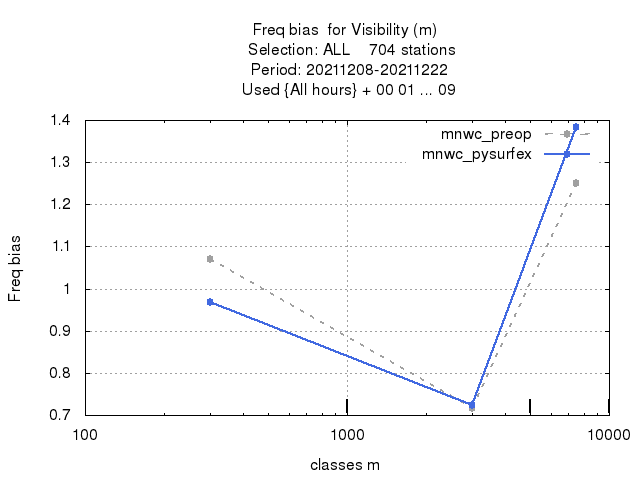 Freq bias  for Visibility (m)
Selection: ALL    704 stations
Period: 20211208-20211222
Used {All hours} + 00 01 ... 09
mnwc_preop
mnwc_pysurfex
1.4
1.3
1.2
1.1
1
0.9
0.8
0.7
Freq bias
100
1000
10000
classes m